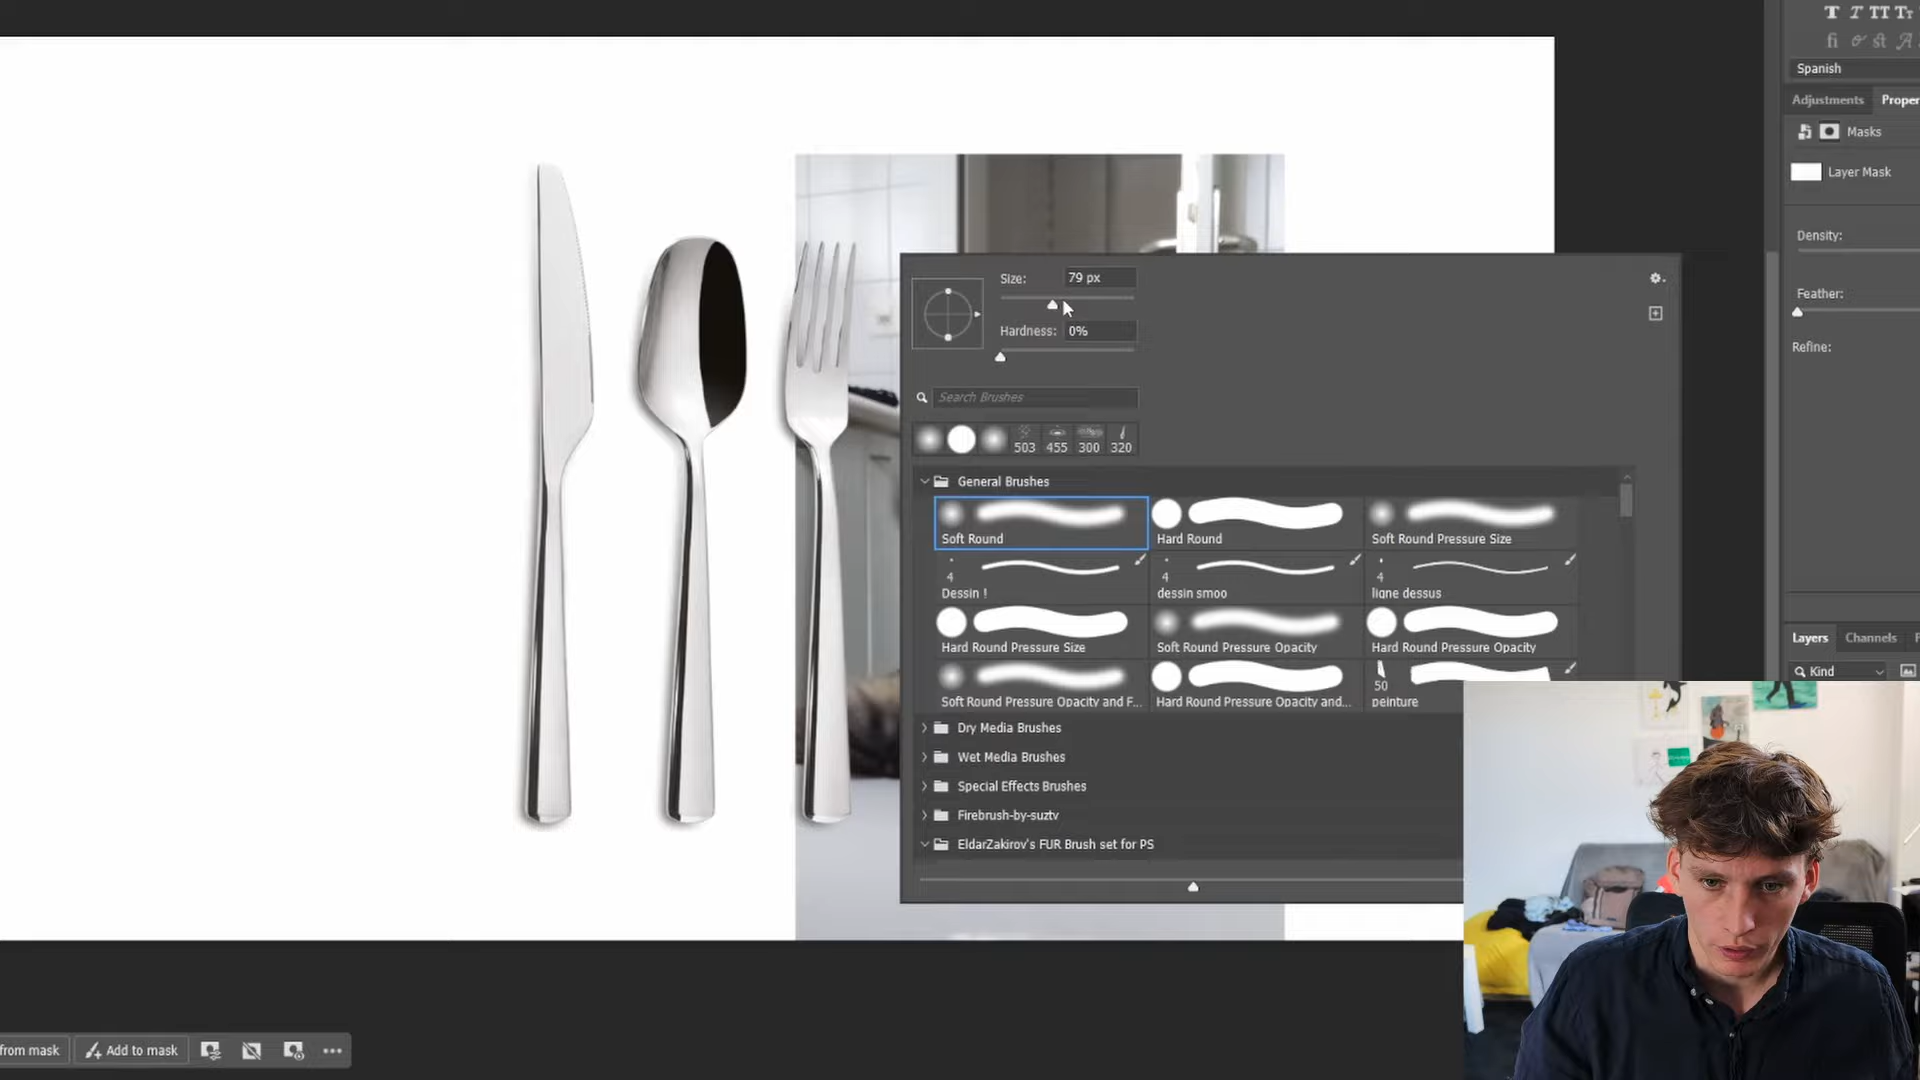 T T TT Tᴛ
fi st A
Spanish
Adjustments Proper
Masks
Layer Mask
Density:
Feather:
Refine:
Size: 79 px
Hardness: 0%
Search Brushes
503 455 300 320
General Brushes
Soft Round Hard Round Soft Round Pressure Size
4 4 4
Dessin ! dessin smoo ligne dessus
Hard Round Pressure Size Soft Round Pressure Opacity Hard Round Pressure Opacity
50
Soft Round Pressure Opacity and F... Hard Round Pressure Opacity and... peinture
Dry Media Brushes
Wet Media Brushes
Special Effects Brushes
Firebrush-by-suztv
EldarZakirov's FUR Brush set for PS
Layers Channels P
Kind
from mask Add to mask